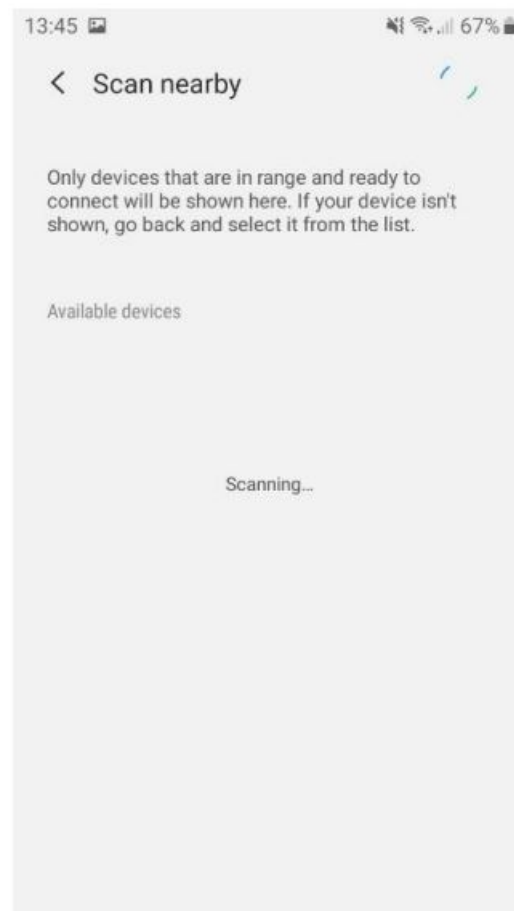 13:45 67%
Scan nearby
Only devices that are in range and ready to
connect will be shown here. If your device isn't
shown, go back and select it from the list.
Available devices
Scanning...